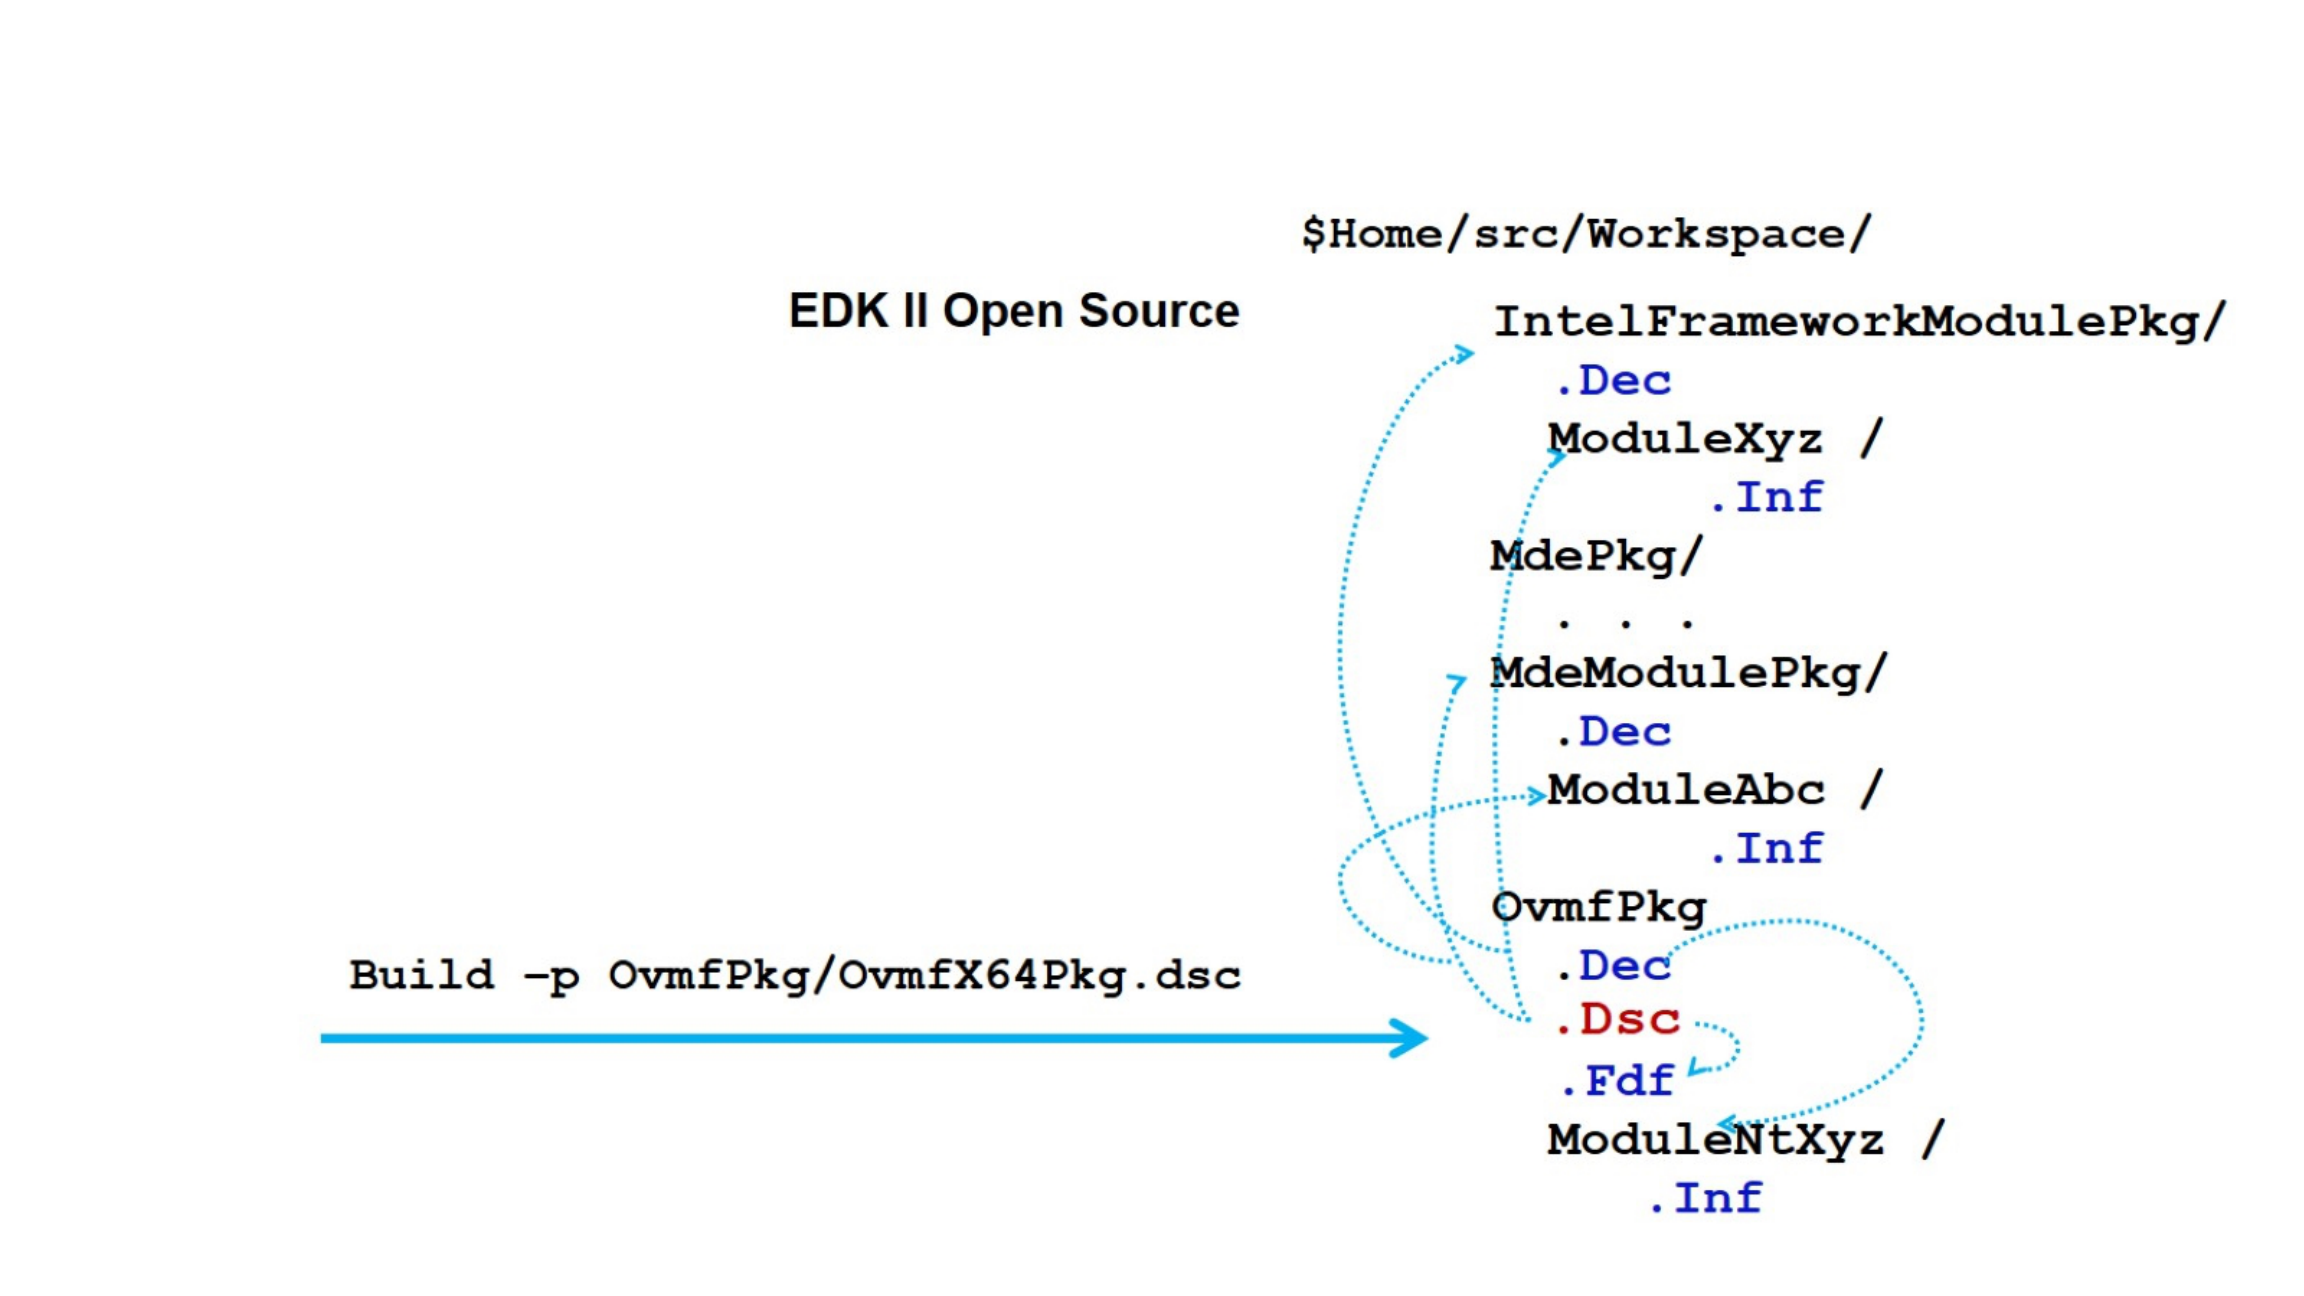 $Home/src/Workspace/
EDK II Open Source
IntelFrameworkModulePkg/
.Dec
ModuleXyz /
.Inf
MdePkg/
. . .
MdeModulePkg/
.Dec
ModuleAbc /
.Inf
OvmfPkg
.Dec
Build –p OvmfPkg/OvmfX64Pkg.dsc
.Dsc
.Fdf
ModuleNtXyz /
.Inf